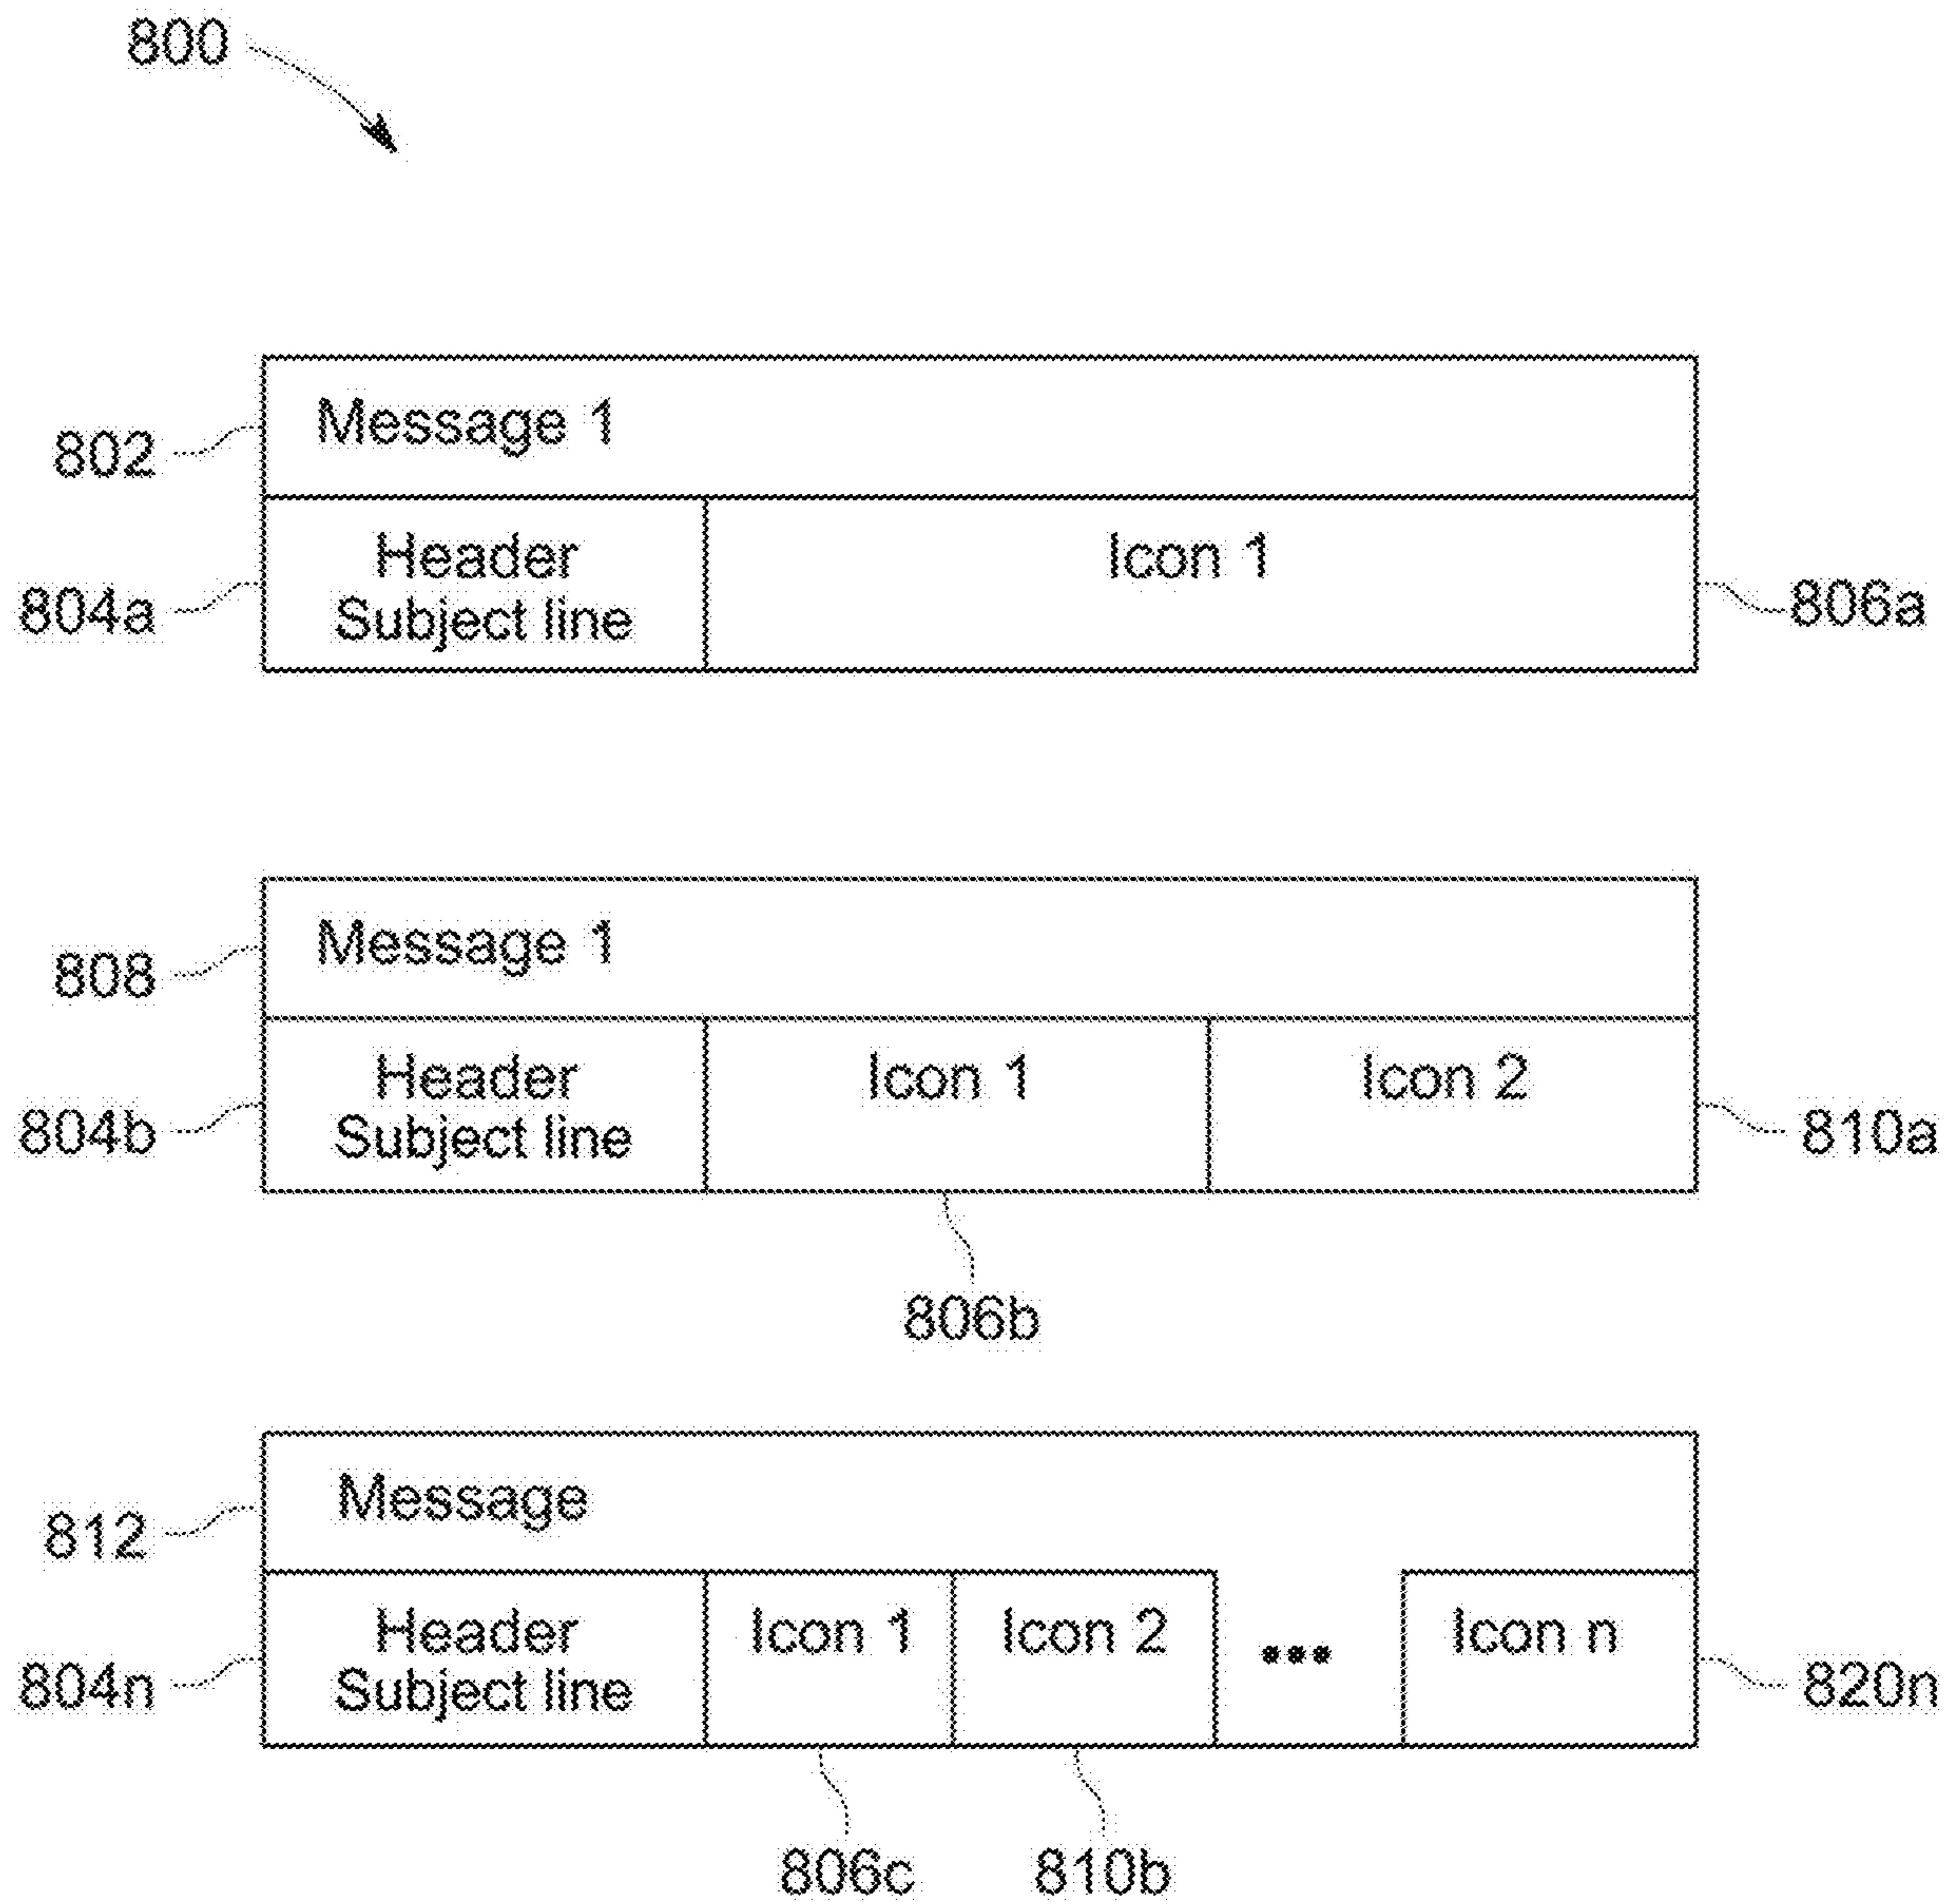 800
Message 1
802
Header
Subject line
Icon 1
804a
806a
Message 1
808
Header
Subject line
Icon 1
Icon 2
804b
810a
806b
Message
812
Header
Subject line
Icon 1
Icon 2
•••
Icon n
804n
820n
806c
810b